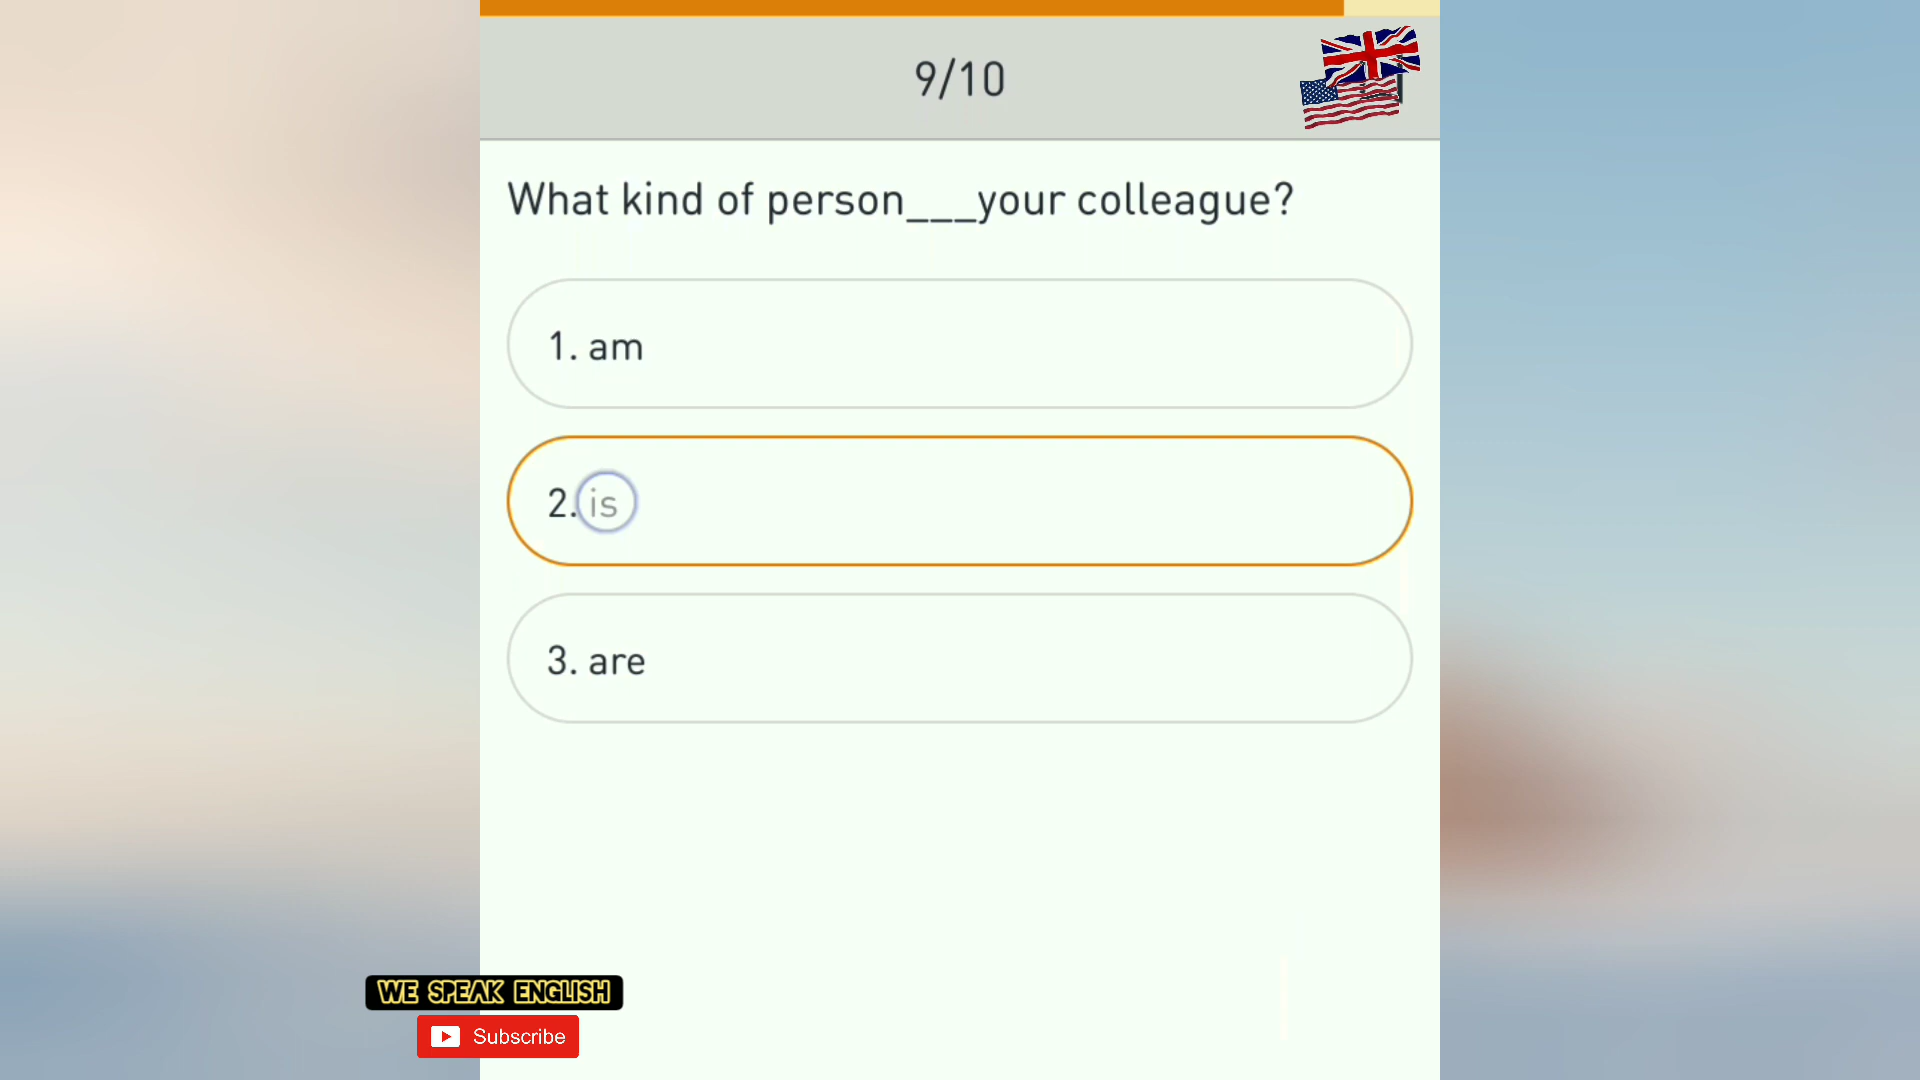 9/10
What kind of person___your colleague?
1. am
2. is
3. are
WE SPEAK ENGLISH
Subscribe